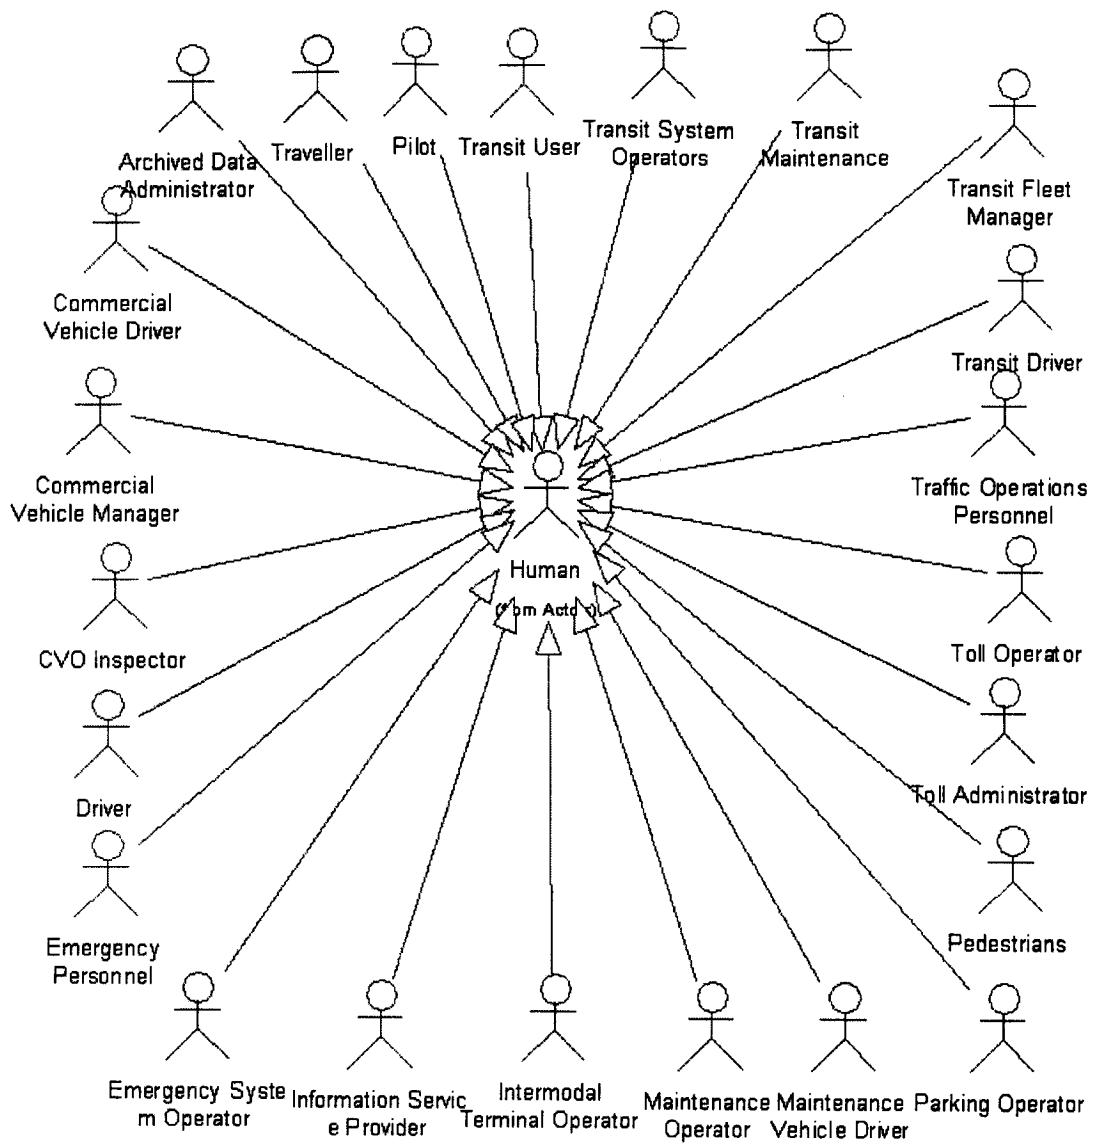 Archived Data
Administrator
Traveller
Pilot
Transit User
Transit System
Operators
Transit
Maintenance
Transit Fleet
Manager
Commercial
Vehicle Driver
Transit Driver
Commercial
Vehicle Manager
Traffic Operations
Personnel
Human
CVO Inspector
Toll Operator
Driver
Toll Administrator
Emergency
Personnel
Pedestrians
Emergency Syste
m Operator
Information Servic
e Provider
Intermodal
Terminal Operator
Maintenance
Operator
Maintenance
Vehicle Driver
Parking Operator